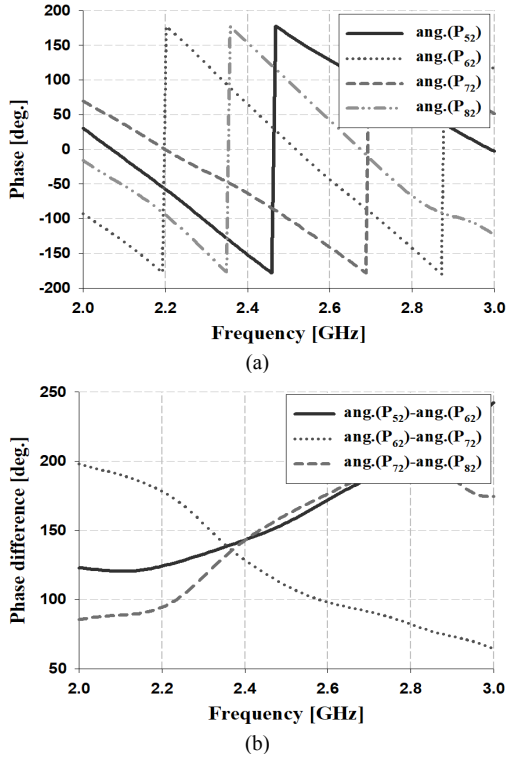 200
150
100
50
0
-50
-100
-150
-200
Phase [deg.]
ang.(P52)
ang.(P62)
ang.(P72)
ang.(P82)
2.0 2.2 2.4 2.6 2.8 3.0
Frequency [GHz]
(a)
250
200
150
100
50
Phase difference [deg.]
ang.(P52)-ang.(P62)
ang.(P62)-ang.(P72)
ang.(P72)-ang.(P82)
2.0 2.2 2.4 2.6 2.8 3.0
Frequency [GHz]
(b)